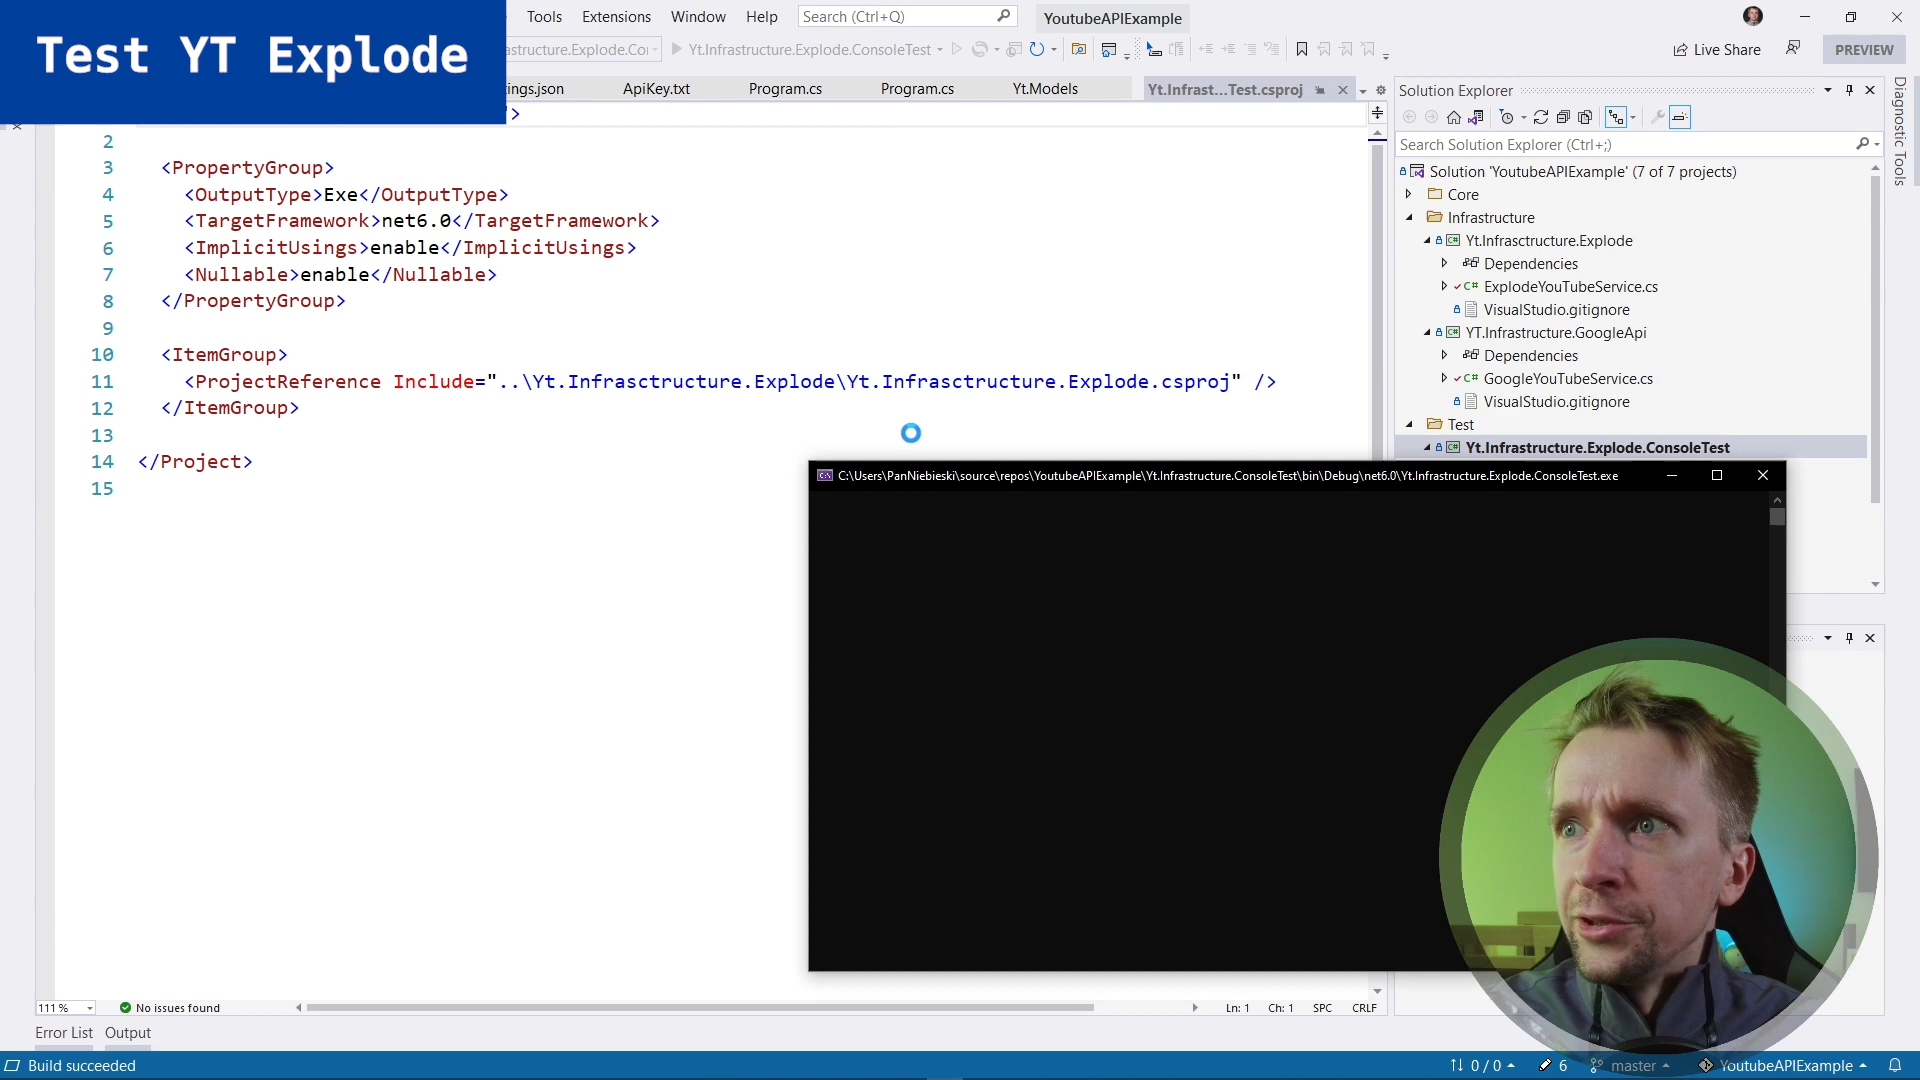 Test YT Explode
Tools Extensions Window Help Search (Ctrl+Q) YoutubeAPIExample
Yt.Infrastructure.Explode.ConsoleTest Live Share PREVIEW
ings.json ApiKey.txt Program.cs Program.cs Yt.Models Yt.Infrast...Test.csproj
>
2
3 <PropertyGroup>
4 <OutputType>Exe</OutputType>
5 <TargetFramework>net6.0</TargetFramework>
6 <ImplicitUsings>enable</ImplicitUsings>
7 <Nullable>enable</Nullable>
8 </PropertyGroup>
9
10 <ItemGroup>
11 <ProjectReference Include="..\Yt.Infrasctructure.Explode\Yt.Infrasctructure.Explode.csproj" />
12 </ItemGroup>
13
14 </Project>
15
Solution Explorer
Search Solution Explorer (Ctrl+;)
Solution 'YoutubeAPIExample' (7 of 7 projects)
Core
Infrastructure
Yt.Infrasctructure.Explode
Dependencies
C# ExplodeYouTubeService.cs
VisualStudio.gitignore
YT.Infrastructure.GoogleApi
Dependencies
C# GoogleYouTubeService.cs
VisualStudio.gitignore
Test
Yt.Infrastructure.Explode.ConsoleTest
Diagnostic Tools
C:\Users\PanNiebieski\source\repos\YoutubeAPIExample\Yt.Infrastructure.ConsoleTest\bin\Debug\net6.0\Yt.Infrastructure.Explode.ConsoleTest.exe
111 % No issues found Ln: 1 Ch: 1 SPC CRLF
Error List Output
Build succeeded 0 / 0 6 master YoutubeAPIExample